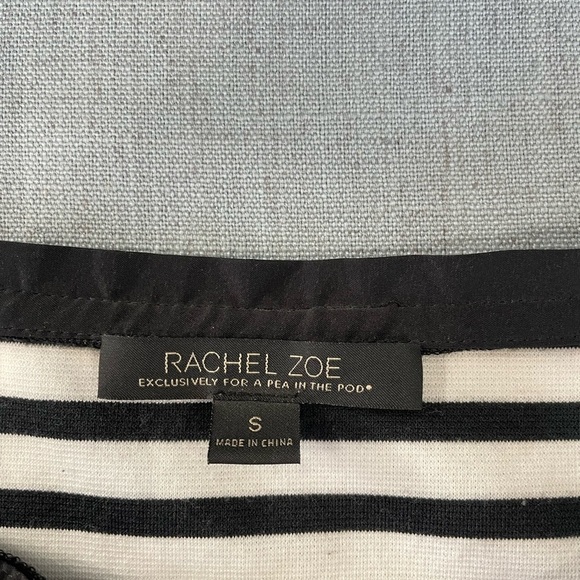 RACHEL ZOE
EXCLUSIVELY FOR A PEA IN THE POD®
S
MADE IN CHINA